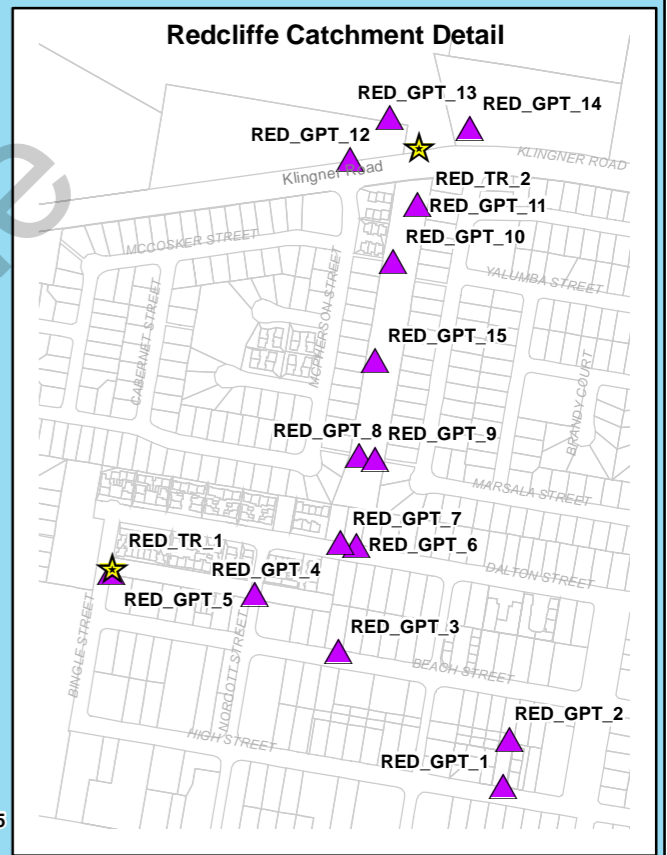 Redcliffe Catchment Detail
RED_GPT_13
RED_GPT_14
RED_GPT_12
KLINGNER ROAD
Klingner Road
RED_TR_2
RED_GPT_11
MCCOSKER STREET
RED_GPT_10
YALUMBA STREET
CABERNET STREET
MCPHERSON STREET
RED_GPT_15
BRANDY COURT
RED_GPT_8
RED_GPT_9
MARSALA STREET
RED_GPT_7
RED_TR_1
RED_GPT_6
RED_GPT_4
DALTON STREET
RED_GPT_5
BINGLE STREET
NORDOTT STREET
RED_GPT_3
BEACH STREET
RED_GPT_2
HIGH STREET
RED_GPT_1
5